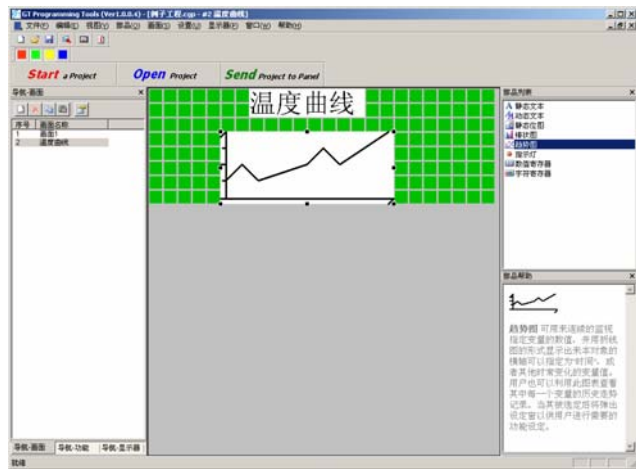 GT Programming Tools (Ver1.0.0.4) - [例子工程.cgp - #2 温度曲线]
文件(F) 编辑(E) 视图(V) 部品(Q) 画面(S) 设置(U) 显示器(P) 窗口(W) 帮助(H)
Start a Project Open Project Send Project to Panel
导航-画面
序号 画面名称
1 画面1
2 温度曲线
温度曲线
部品列表
静态文本
动态文本
静态位图
棒状图
趋势图
指示灯
数值寄存器
字符寄存器
部品帮助
趋势图 可用来连续的监视
指定变量的数值，并用折线
图的形式显示出来本对象的
横轴可以指定为"时间"、或
者其他时常变化的变量值。
用户也可以利用此图表查看
其中每一个变量的历史走势
记录。当其被选定后将弹出
设定窗以供用户进行需要的
功能设定。
导航-画面 导航-功能 导航-显示器
就绪